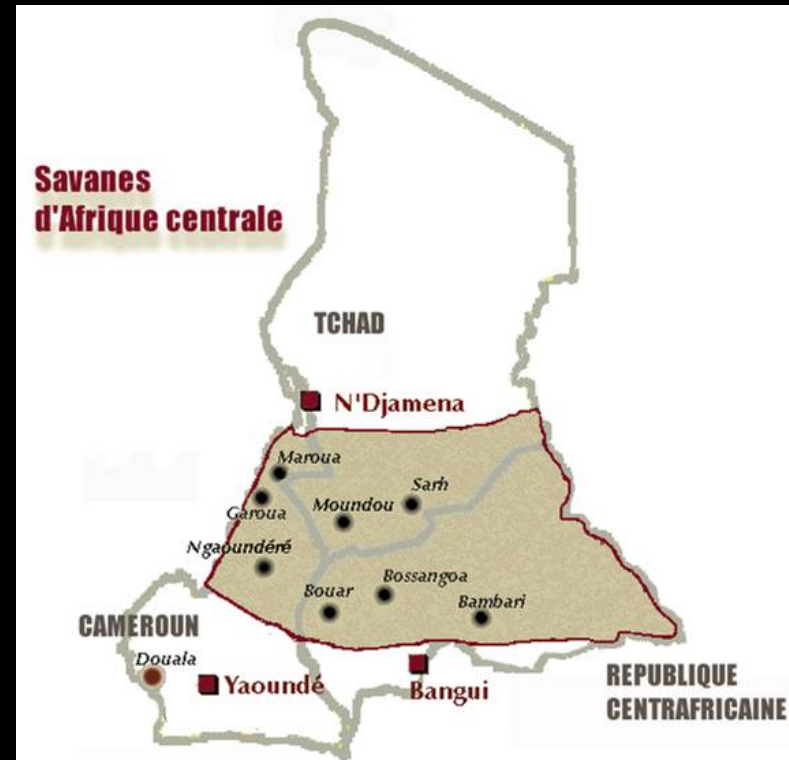 Savanes
d'Afrique centrale
TCHAD
N'Djamena
Maroua
Sarh
Garoua
Moundou
Ngaoundéré
Bossangoa
Bouar
Bambari
CAMEROUN
Douala
Yaoundé
Bangui
REPUBLIQUE
CENTRAFRICAINE